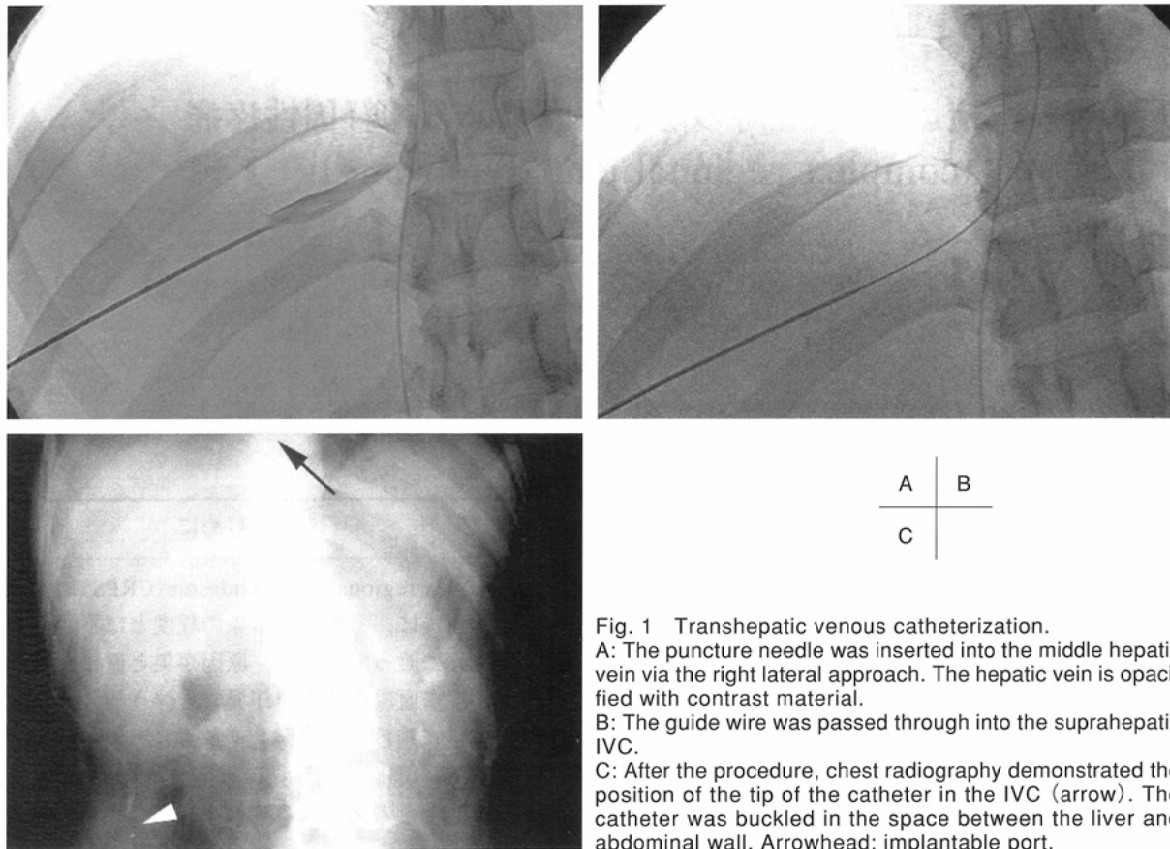 A B
C
Fig. 1 Transhepatic venous catheterization.
A: The puncture needle was inserted into the middle hepati
vein via the right lateral approach. The hepatic vein is opaci
fied with contrast material.
B: The guide wire was passed through into the suprahepati
IVC.
C: After the procedure, chest radiography demonstrated the
position of the tip of the catheter in the IVC (arrow). The
catheter was buckled in the space between the liver and
abdominal wall. Arrowhead: implantable port.